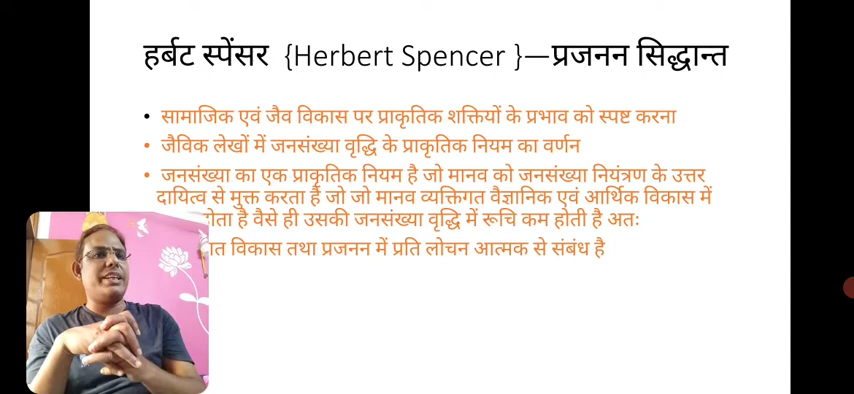 हर्बट स्पेंसर {Herbert Spencer }—प्रजनन सिद्धान्त
• सामाजिक एवं जैव विकास पर प्राकृतिक शक्तियों के प्रभाव को स्पष्ट करना
• जैविक लेखों में जनसंख्या वृद्धि के प्राकृतिक नियम का वर्णन
• जनसंख्या का एक प्राकृतिक नियम है जो मानव को जनसंख्या नियंत्रण के उत्तर
दायित्व से मुक्त करता है जो जो मानव व्यक्तिगत वैज्ञानिक एवं आर्थिक विकास में
है वैसे ही उसकी जनसंख्या वृद्धि में रूचि कम होती है अतः
विकास तथा प्रजनन में प्रति लोचन आत्मक से संबंध है